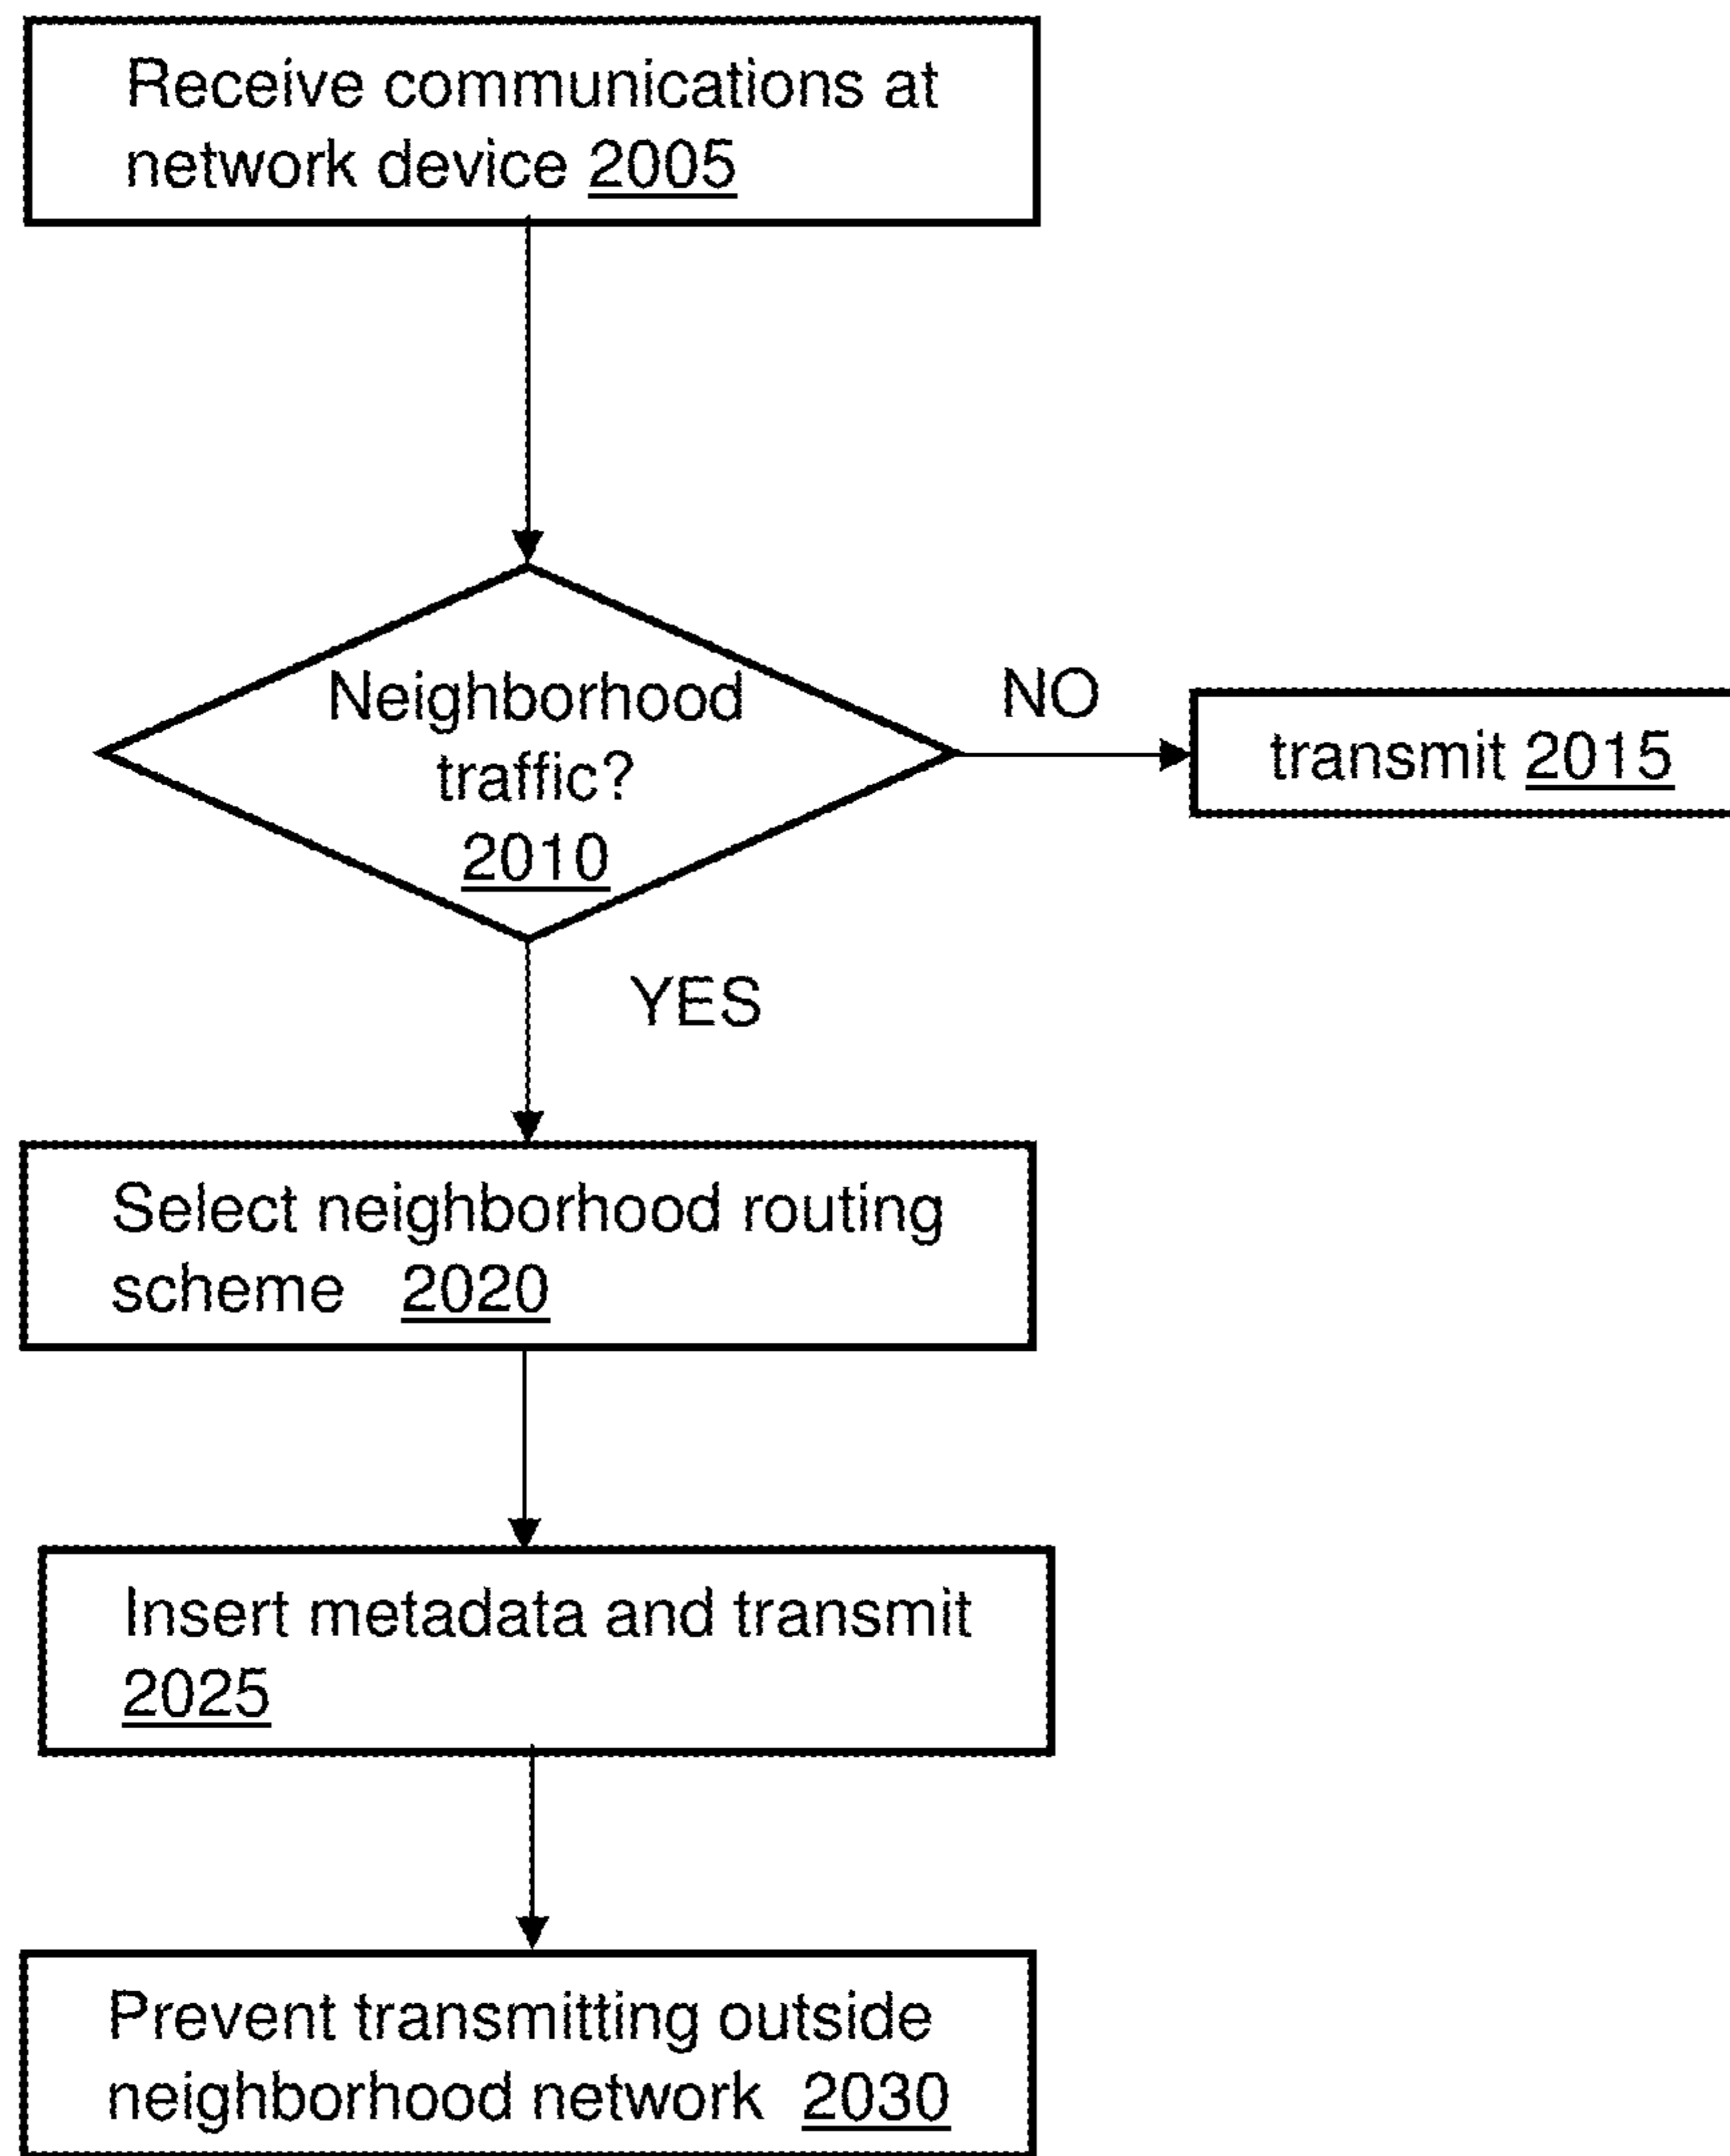 Receive communications at
network device 2005
Neighborhood
traffic?
2010
NO
transmit 2015
YES
Select neighborhood routing
scheme 2020
Insert metadata and transmit
2025
Prevent transmitting outside
neighborhood network 2030